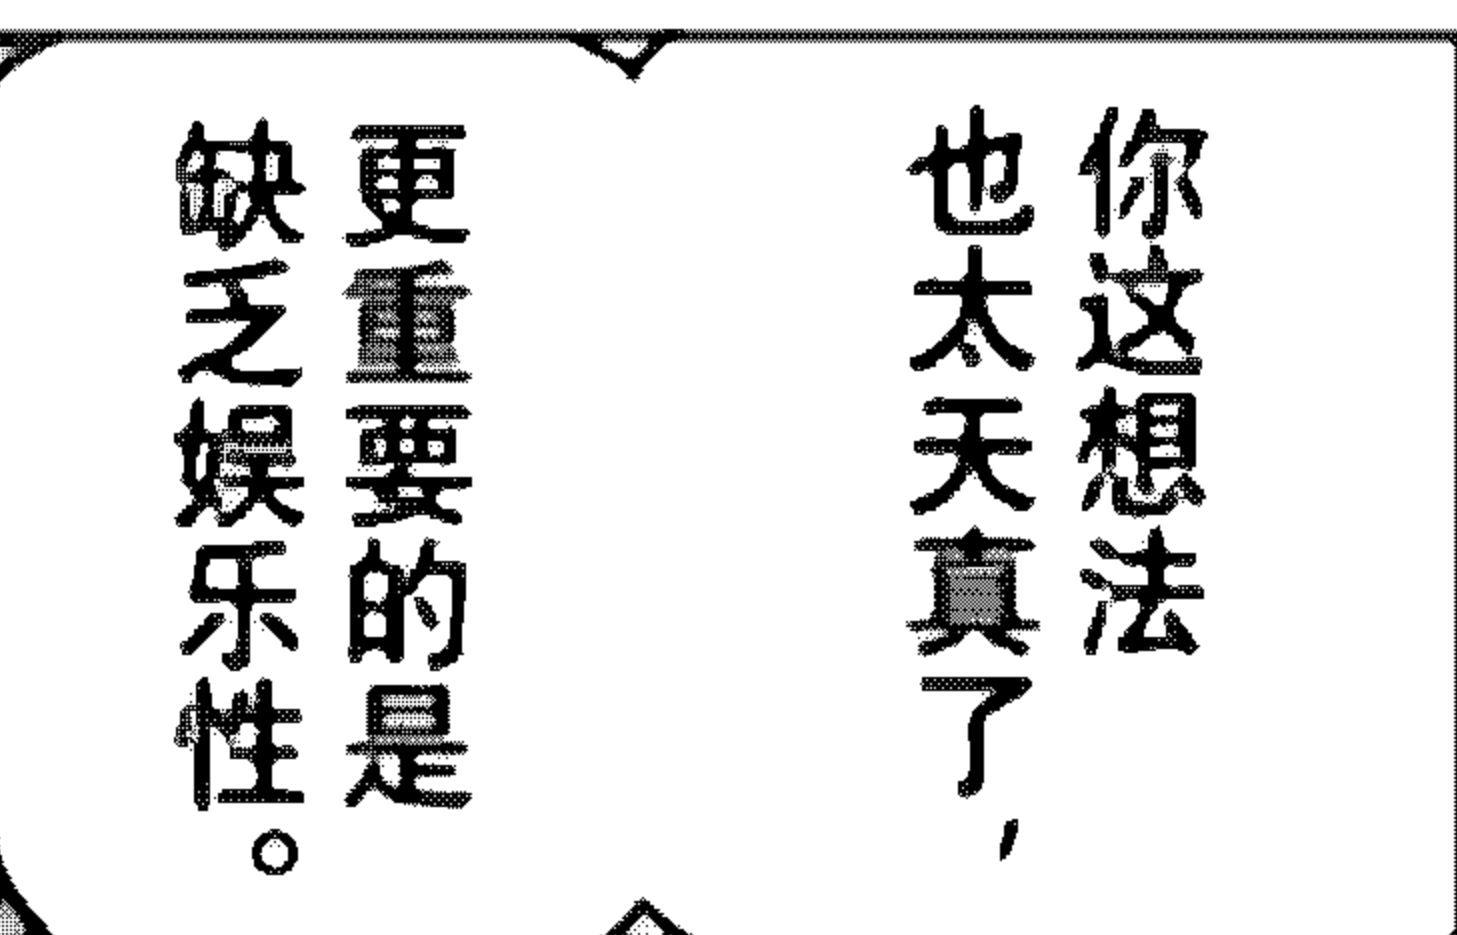 你这想法
也太天真了，
更重要的是
缺乏娱乐性。